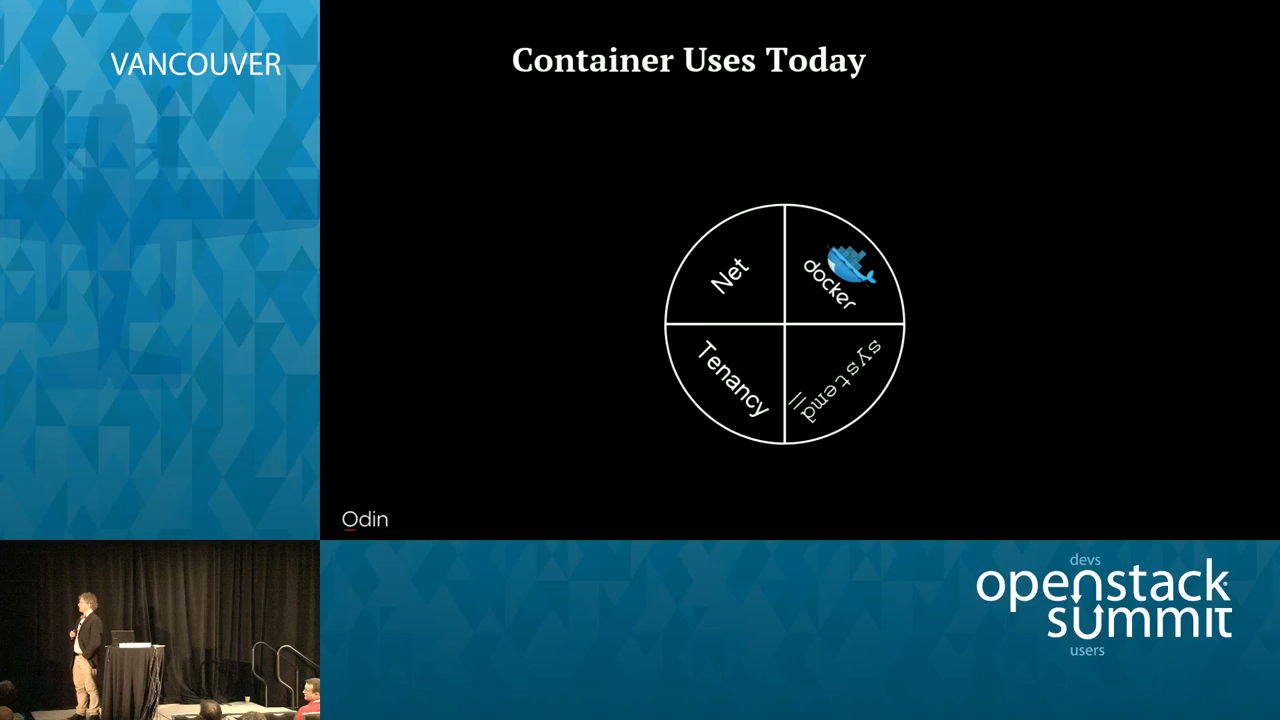 VANCOUVER
Container Uses Today
Net
docker
Tenancy
systemd
Odin
devs
openstack
summit
users